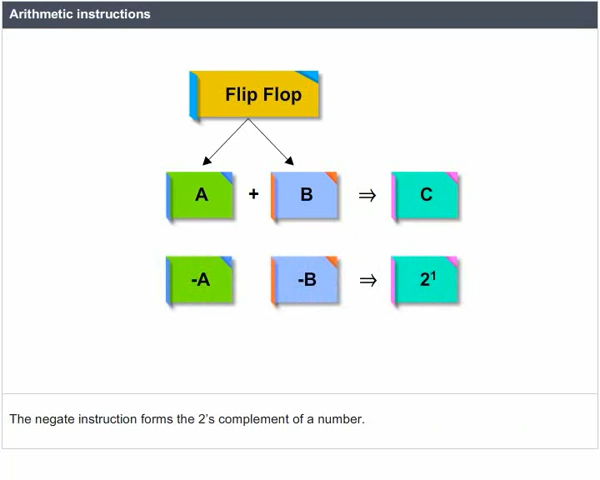 Arithmetic instructions
Flip Flop
A + B ⇒ C
-A -B ⇒ 2¹
The negate instruction forms the 2's complement of a number.